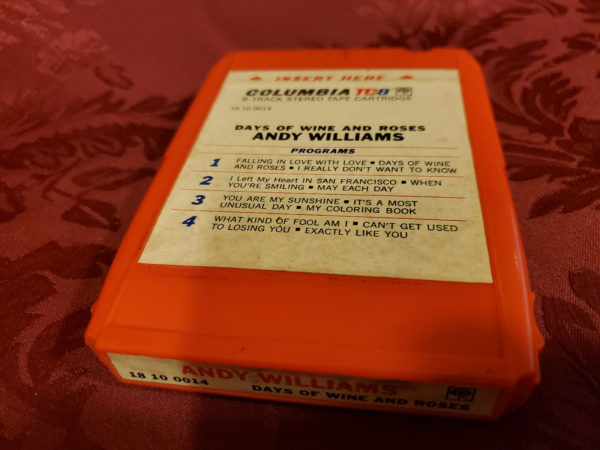 INSERT HERE
COLUMBIA TC8
8 TRACK STEREO TAPE CARTRIDGE
18 10 0014
DAYS OF WINE AND ROSES
ANDY WILLIAMS
PROGRAMS
1 FALLING IN LOVE WITH LOVE ▪ DAYS OF WINE
AND ROSES ▪ I REALLY DON'T WANT TO KNOW
2 I Left My Heart IN SAN FRANCISCO ▪ WHEN
YOU'RE SMILING ▪ MAY EACH DAY
3 YOU ARE MY SUNSHINE ▪ IT'S A MOST
UNUSUAL DAY ▪ MY COLORING BOOK
4 WHAT KIND OF FOOL AM I ▪ CAN'T GET USED
TO LOSING YOU ▪ EXACTLY LIKE YOU
ANDY WILLIAMS
18 10 0014
DAYS OF WINE AND ROSES